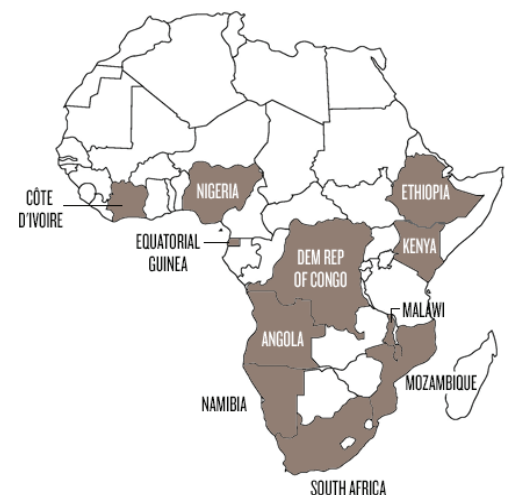 CÔTE
D'IVOIRE
NIGERIA
ETHIOPIA
EQUATORIAL
GUINEA
KENYA
DEM REP
OF CONGO
MALAWI
ANGOLA
MOZAMBIQUE
NAMIBIA
SOUTH AFRICA